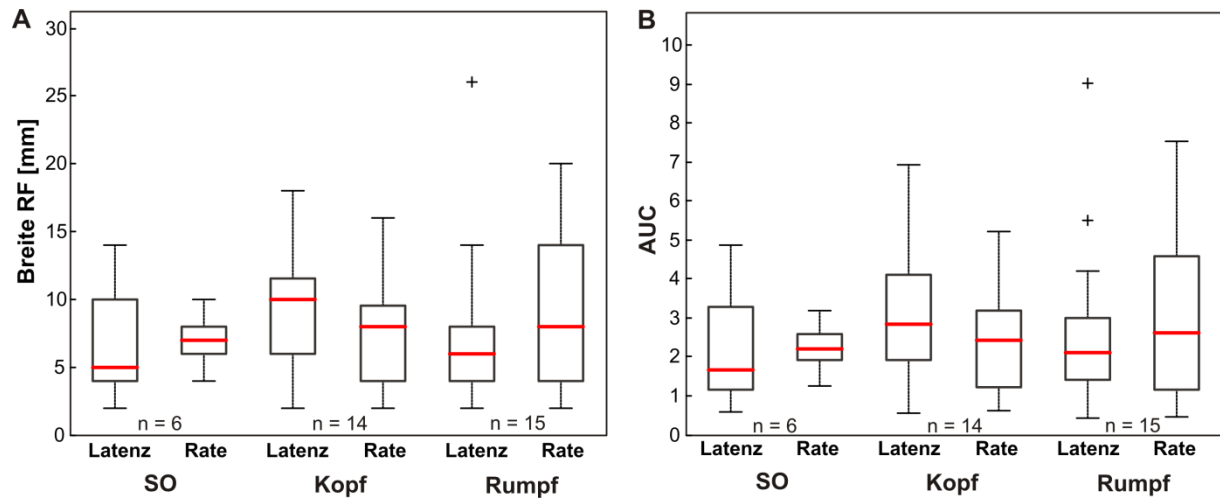 A
Breite RF [mm]
30
25
20
15
10
5
0
n = 6
n = 14
n = 15
Latenz Rate Latenz Rate Latenz Rate
SO Kopf Rumpf
B
AUC
10
9
8
7
6
5
4
3
2
1
0
n = 6
n = 14
n = 15
Latenz Rate Latenz Rate Latenz Rate
SO Kopf Rumpf